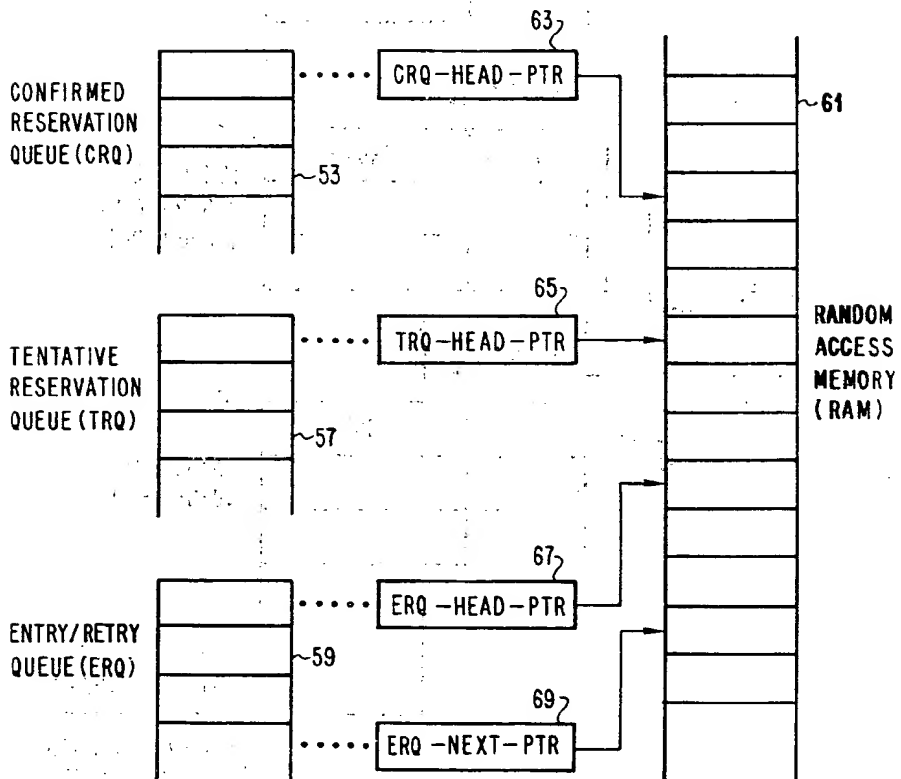 63
CRQ-HEAD-PTR
61
CONFIRMED
RESERVATION
QUEUE (CRQ)
53
65
TRQ-HEAD-PTR
RANDOM
ACCESS
MEMORY
(RAM)
TENTATIVE
RESERVATION
QUEUE (TRQ)
57
67
ERQ-HEAD-PTR
ENTRY/RETRY
QUEUE (ERQ)
59
69
ERQ-NEXT-PTR